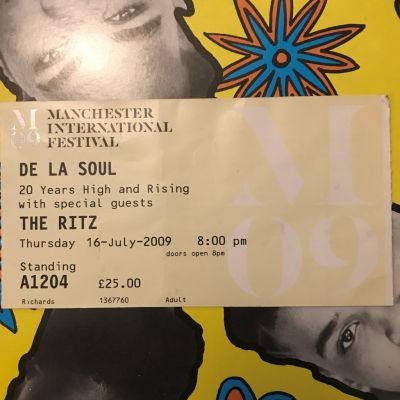 M MANCHESTER
09 INTERNATIONAL
FESTIVAL
DE LA SOUL
20 Years High and Rising
with special guests
THE RITZ
Thursday 16-July-2009 8:00 pm
doors open 8pm
Standing
A1204 £25.00
Richards 1367760 Adult
M
09